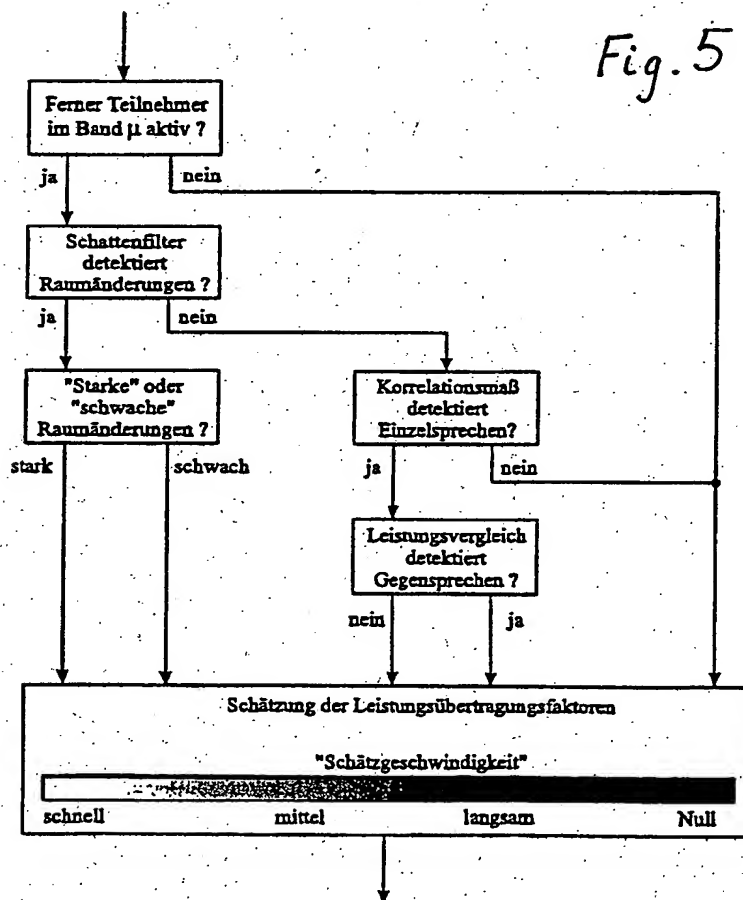 Fig. 5
Ferner Teilnehmer
im Band µ aktiv ?
ja
nein
Schattenfilter
detektiert
Raumänderungen ?
ja
nein
"Starke" oder
"schwache"
Raumänderungen ?
Korrelationsmaß
detektiert
Einzelsprechen?
stark
schwach
ja
nein
Leistungsvergleich
detektiert
Gegensprechen ?
nein
ja
Schätzung der Leistungsübertragungsfaktoren
"Schätzgeschwindigkeit"
schnell mittel langsam Null